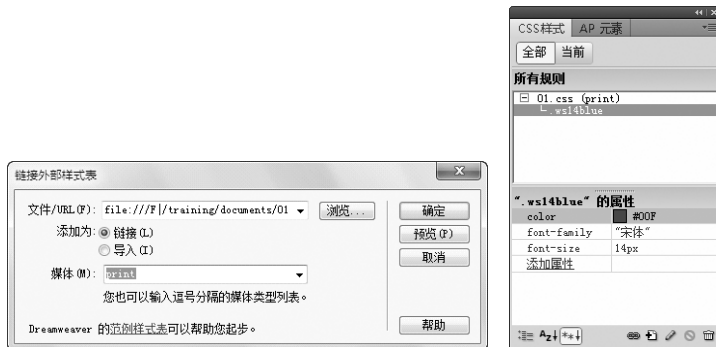 链接外部样式表
文件/URL(F): file:///F|/training/documents/01 浏览...
添加为: 链接(L)
导入(I)
媒体(M): print
您也可以输入逗号分隔的媒体类型列表。
Dreamweaver 的范例样式表可以帮助您起步。
确定
预览(P)
取消
帮助
CSS样式 AP 元素
全部 当前
所有规则
01.css (print)
.ws14blue
".ws14blue" 的属性
color #00F
font-family "宋体"
font-size 14px
添加属性